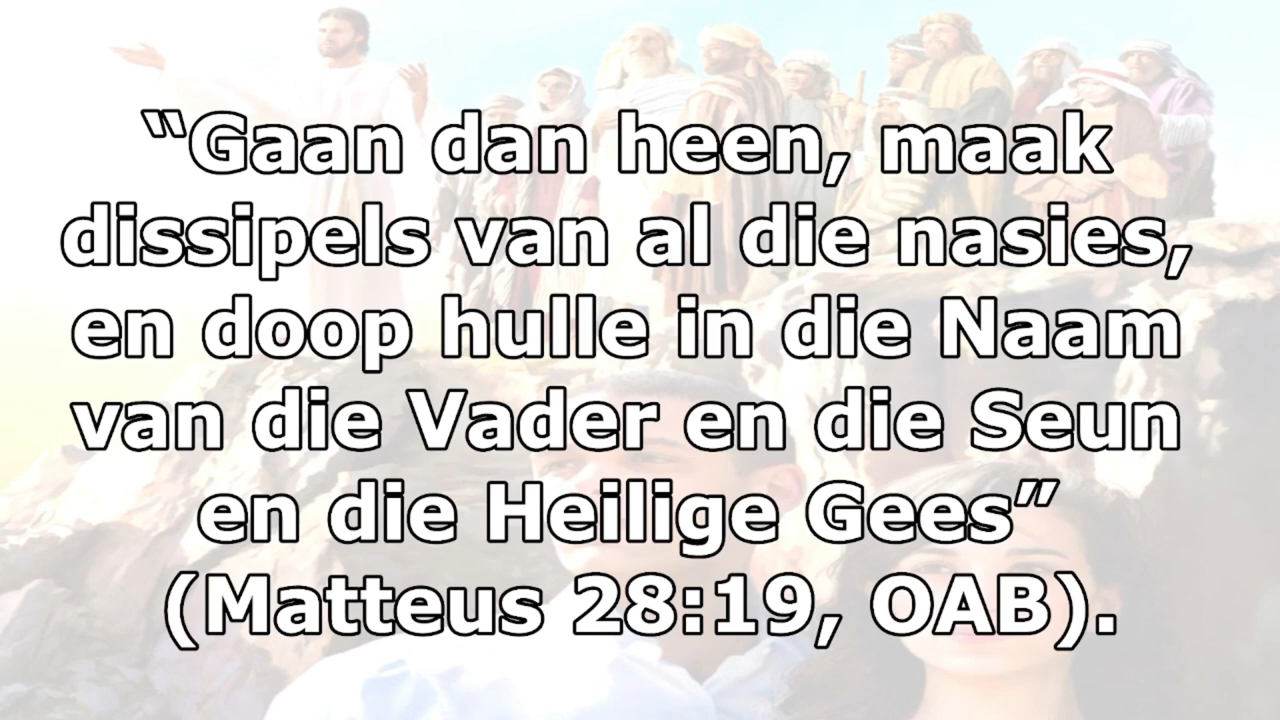 “Gaan dan heen, maak
dissipels van al die nasies,
en doop hulle in die Naam
van die Vader en die Seun
en die Heilige Gees”
(Matteus 28:19, OAB).